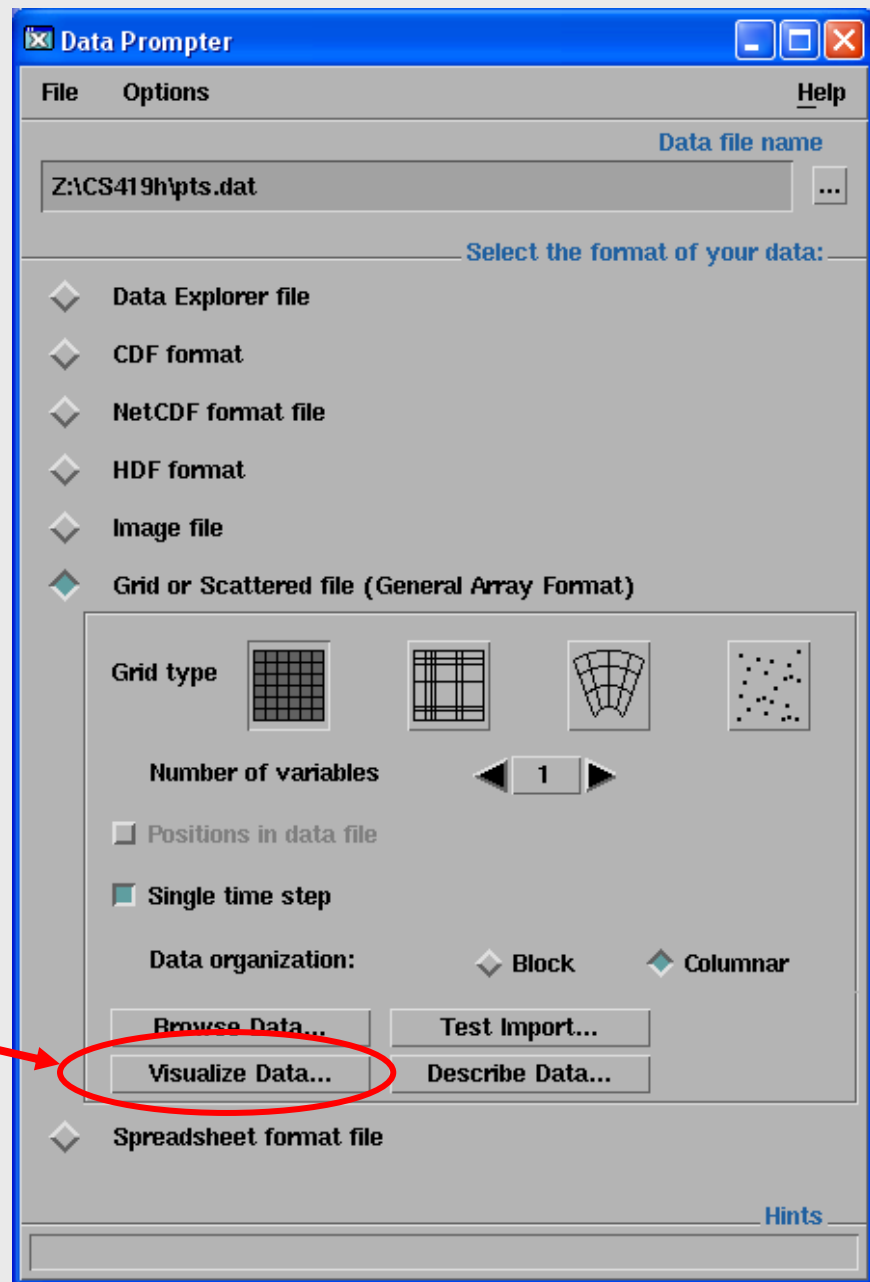 Data Prompter
File Options Help
Data file name
Z:\CS419h\pts.dat ...
Select the format of your data:
Data Explorer file
CDF format
NetCDF format file
HDF format
Image file
Grid or Scattered file (General Array Format)
Grid type
Number of variables 1
Positions in data file
Single time step
Data organization: Block Columnar
Browse Data... Test Import...
Visualize Data... Describe Data...
Spreadsheet format file
Hints